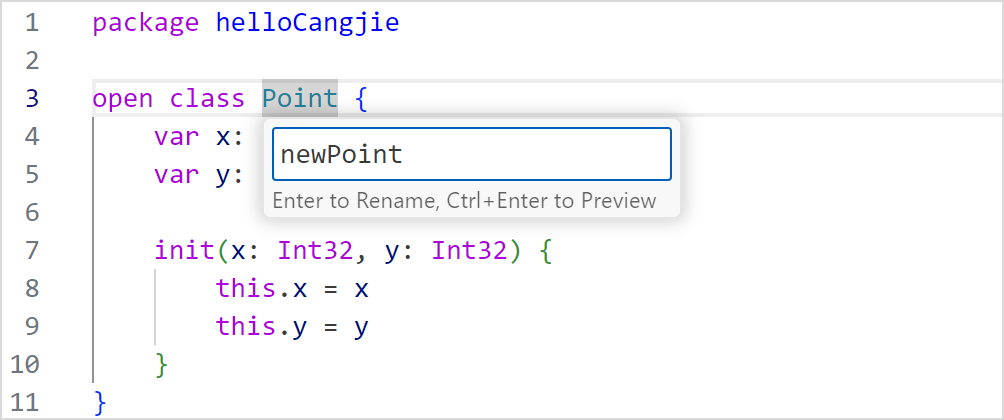 1 package helloCangjie
2
3 open class Point {
4 var x:
newPoint
5 var y:
Enter to Rename, Ctrl+Enter to Preview
6
7 init(x: Int32, y: Int32) {
8 this.x = x
9 this.y = y
10 }
11 }